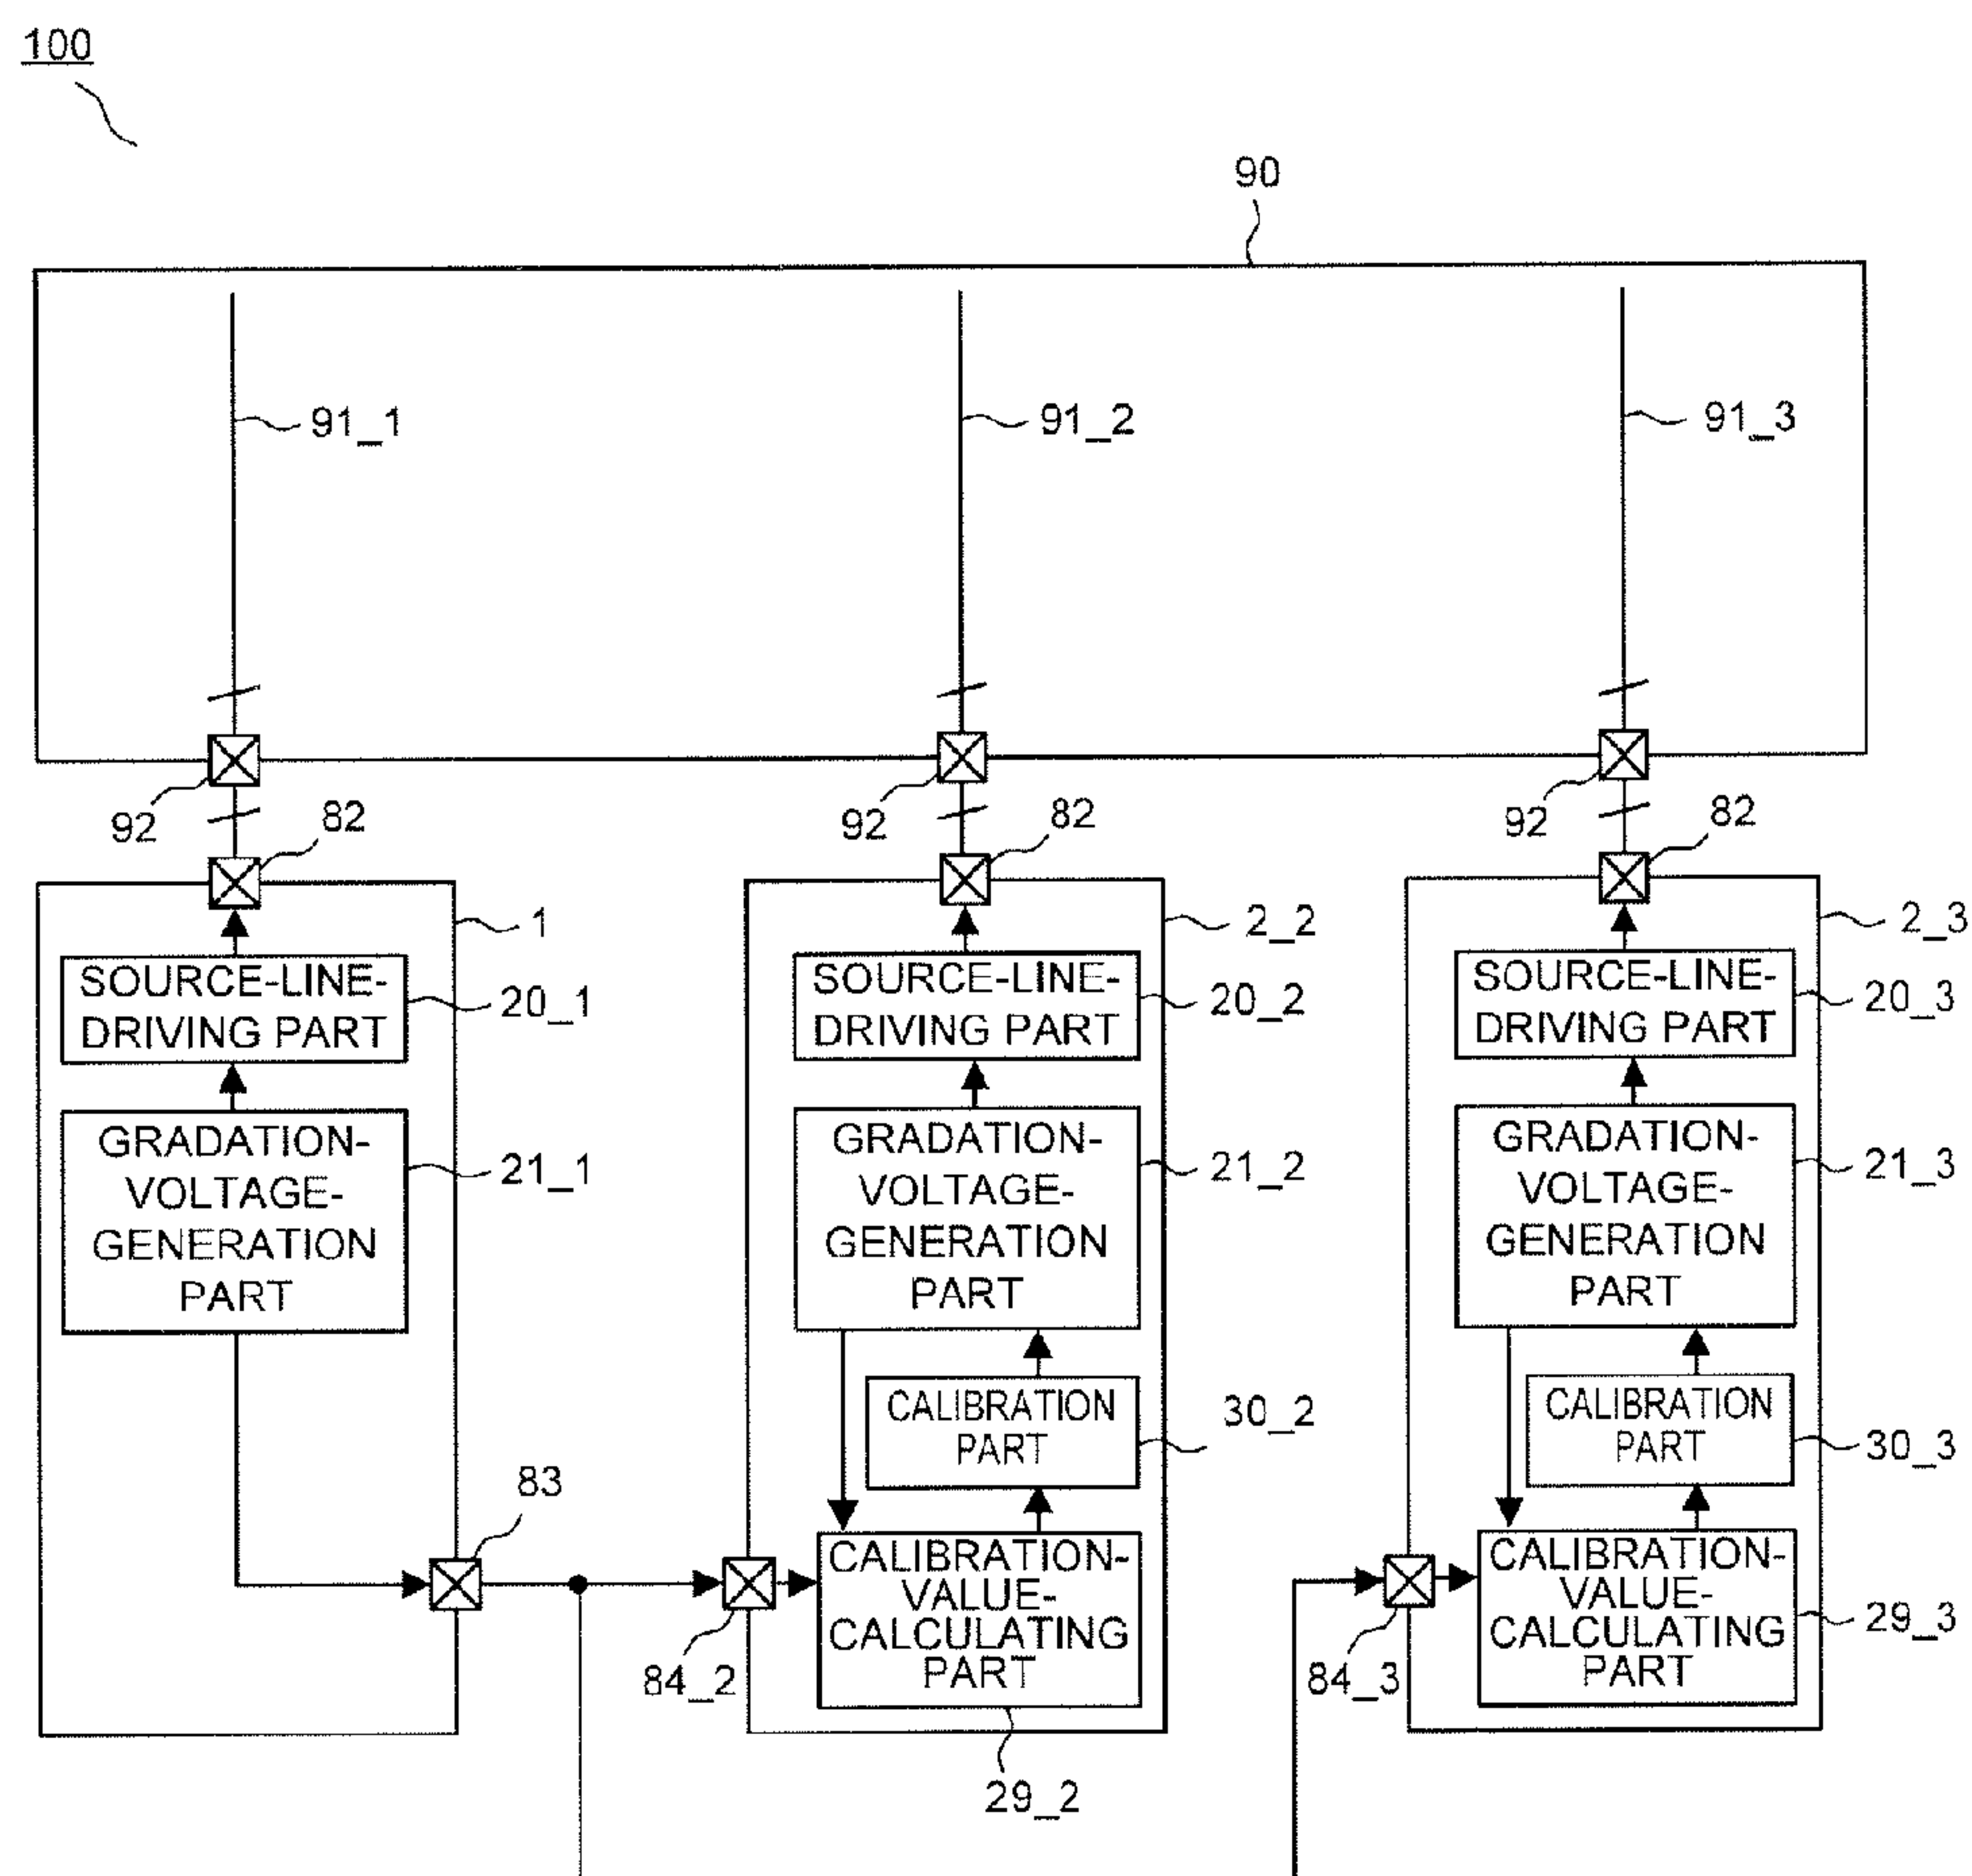 100
90
91_1
91_2
91_3
92
82
92
82
92
82
1
2_2
2_3
SOURCE-LINE-
DRIVING PART
20_1
SOURCE-LINE-
DRIVING PART
20_2
SOURCE-LINE-
DRIVING PART
20_3
GRADATION-
VOLTAGE-
GENERATION
PART
21_1
GRADATION-
VOLTAGE-
GENERATION
PART
21_2
GRADATION-
VOLTAGE-
GENERATION
PART
21_3
CALIBRATION
PART
30_2
CALIBRATION
PART
30_3
83
84_2
CALIBRATION-
VALUE-
CALCULATING
PART
29_2
84_3
CALIBRATION-
VALUE-
CALCULATING
PART
29_3